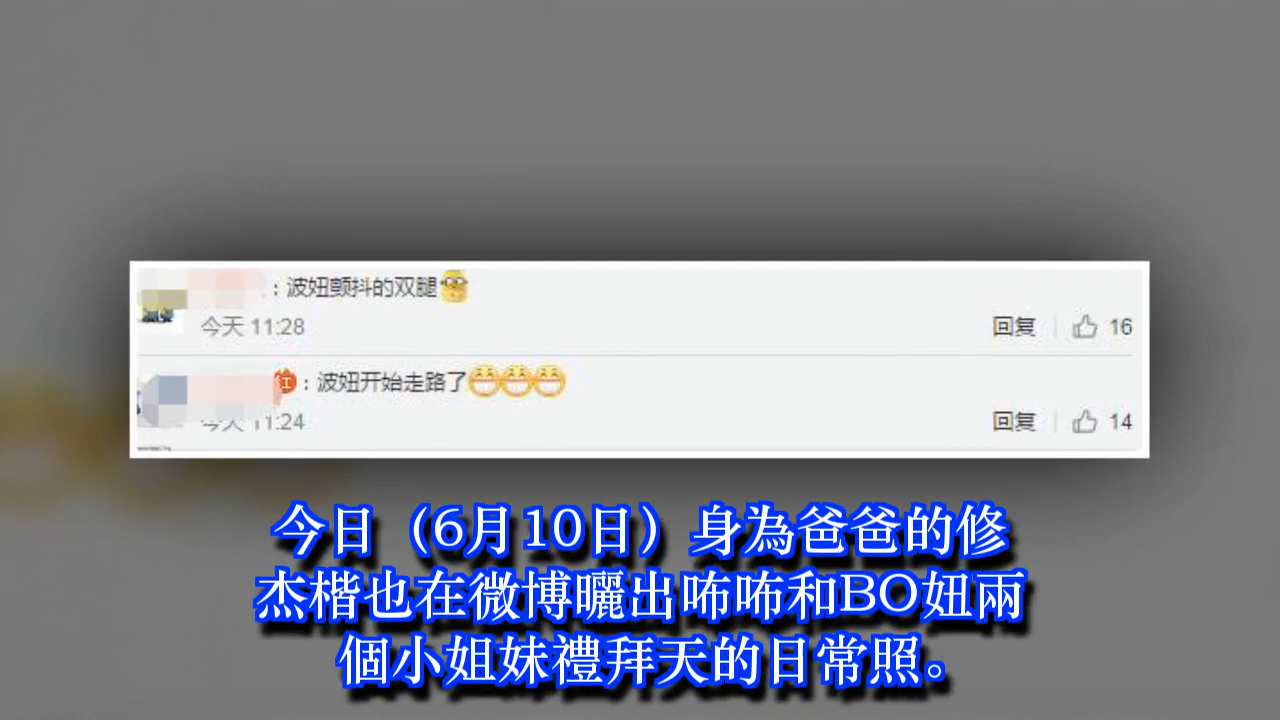 ：波妞颤抖的双腿
今天 11:28 回复 16
：波妞开始走路了
今天 11:24 回复 14
今日（6月10日）身為爸爸的修
杰楷也在微博曬出咘咘和BO妞兩
個小姐妹禮拜天的日常照。